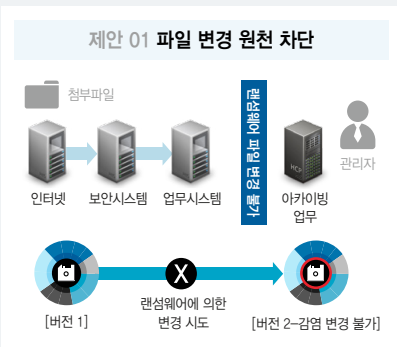 제안 01 파일 변경 원천 차단
첨부파일
랜섬웨어 파일 변경 불가
HCP
관리자
인터넷
보안시스템
업무시스템
아카이빙
업무
X
랜섬웨어에 의한
변경 시도
[버전 1]
[버전 2-감염 변경 불가]